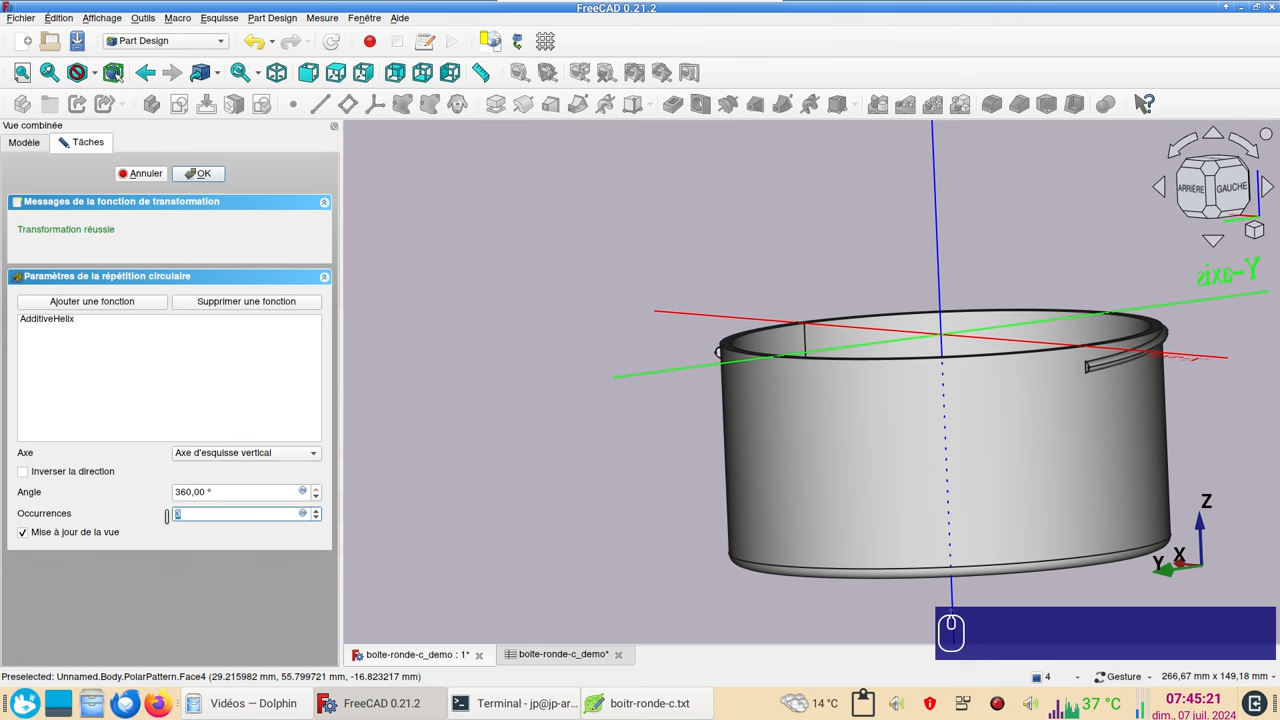 FreeCAD 0.21.2
Fichier Édition Affichage Outils Macro Esquisse Part Design Mesure Fenêtre Aide
Part Design
Vue combinée
Modèle Tâches
Annuler OK
Messages de la fonction de transformation
Transformation réussie
Paramètres de la répétition circulaire
Ajouter une fonction Supprimer une fonction
AdditiveHelix
Axe Axe d'esquisse vertical
Inverser la direction
Angle 360,00 °
Occurrences 3
Mise à jour de la vue
ARRIÈRE GAUCHE
Y-axis
Z
X
Y
boite-ronde-c_demo : 1* boite-ronde-c_demo*
Preselected: Unnamed.Body.PolarPattern.Face4 (29.215982 mm, 55.799721 mm, -16.823217 mm) 4 Gesture 266,67 mm x 149,18 mm
Vidéos — Dolphin FreeCAD 0.21.2 Terminal - jp@jp-ar... boitr-ronde-c.txt 14 °C 37 °C 07:45:21
dim., 07 juil. 2024